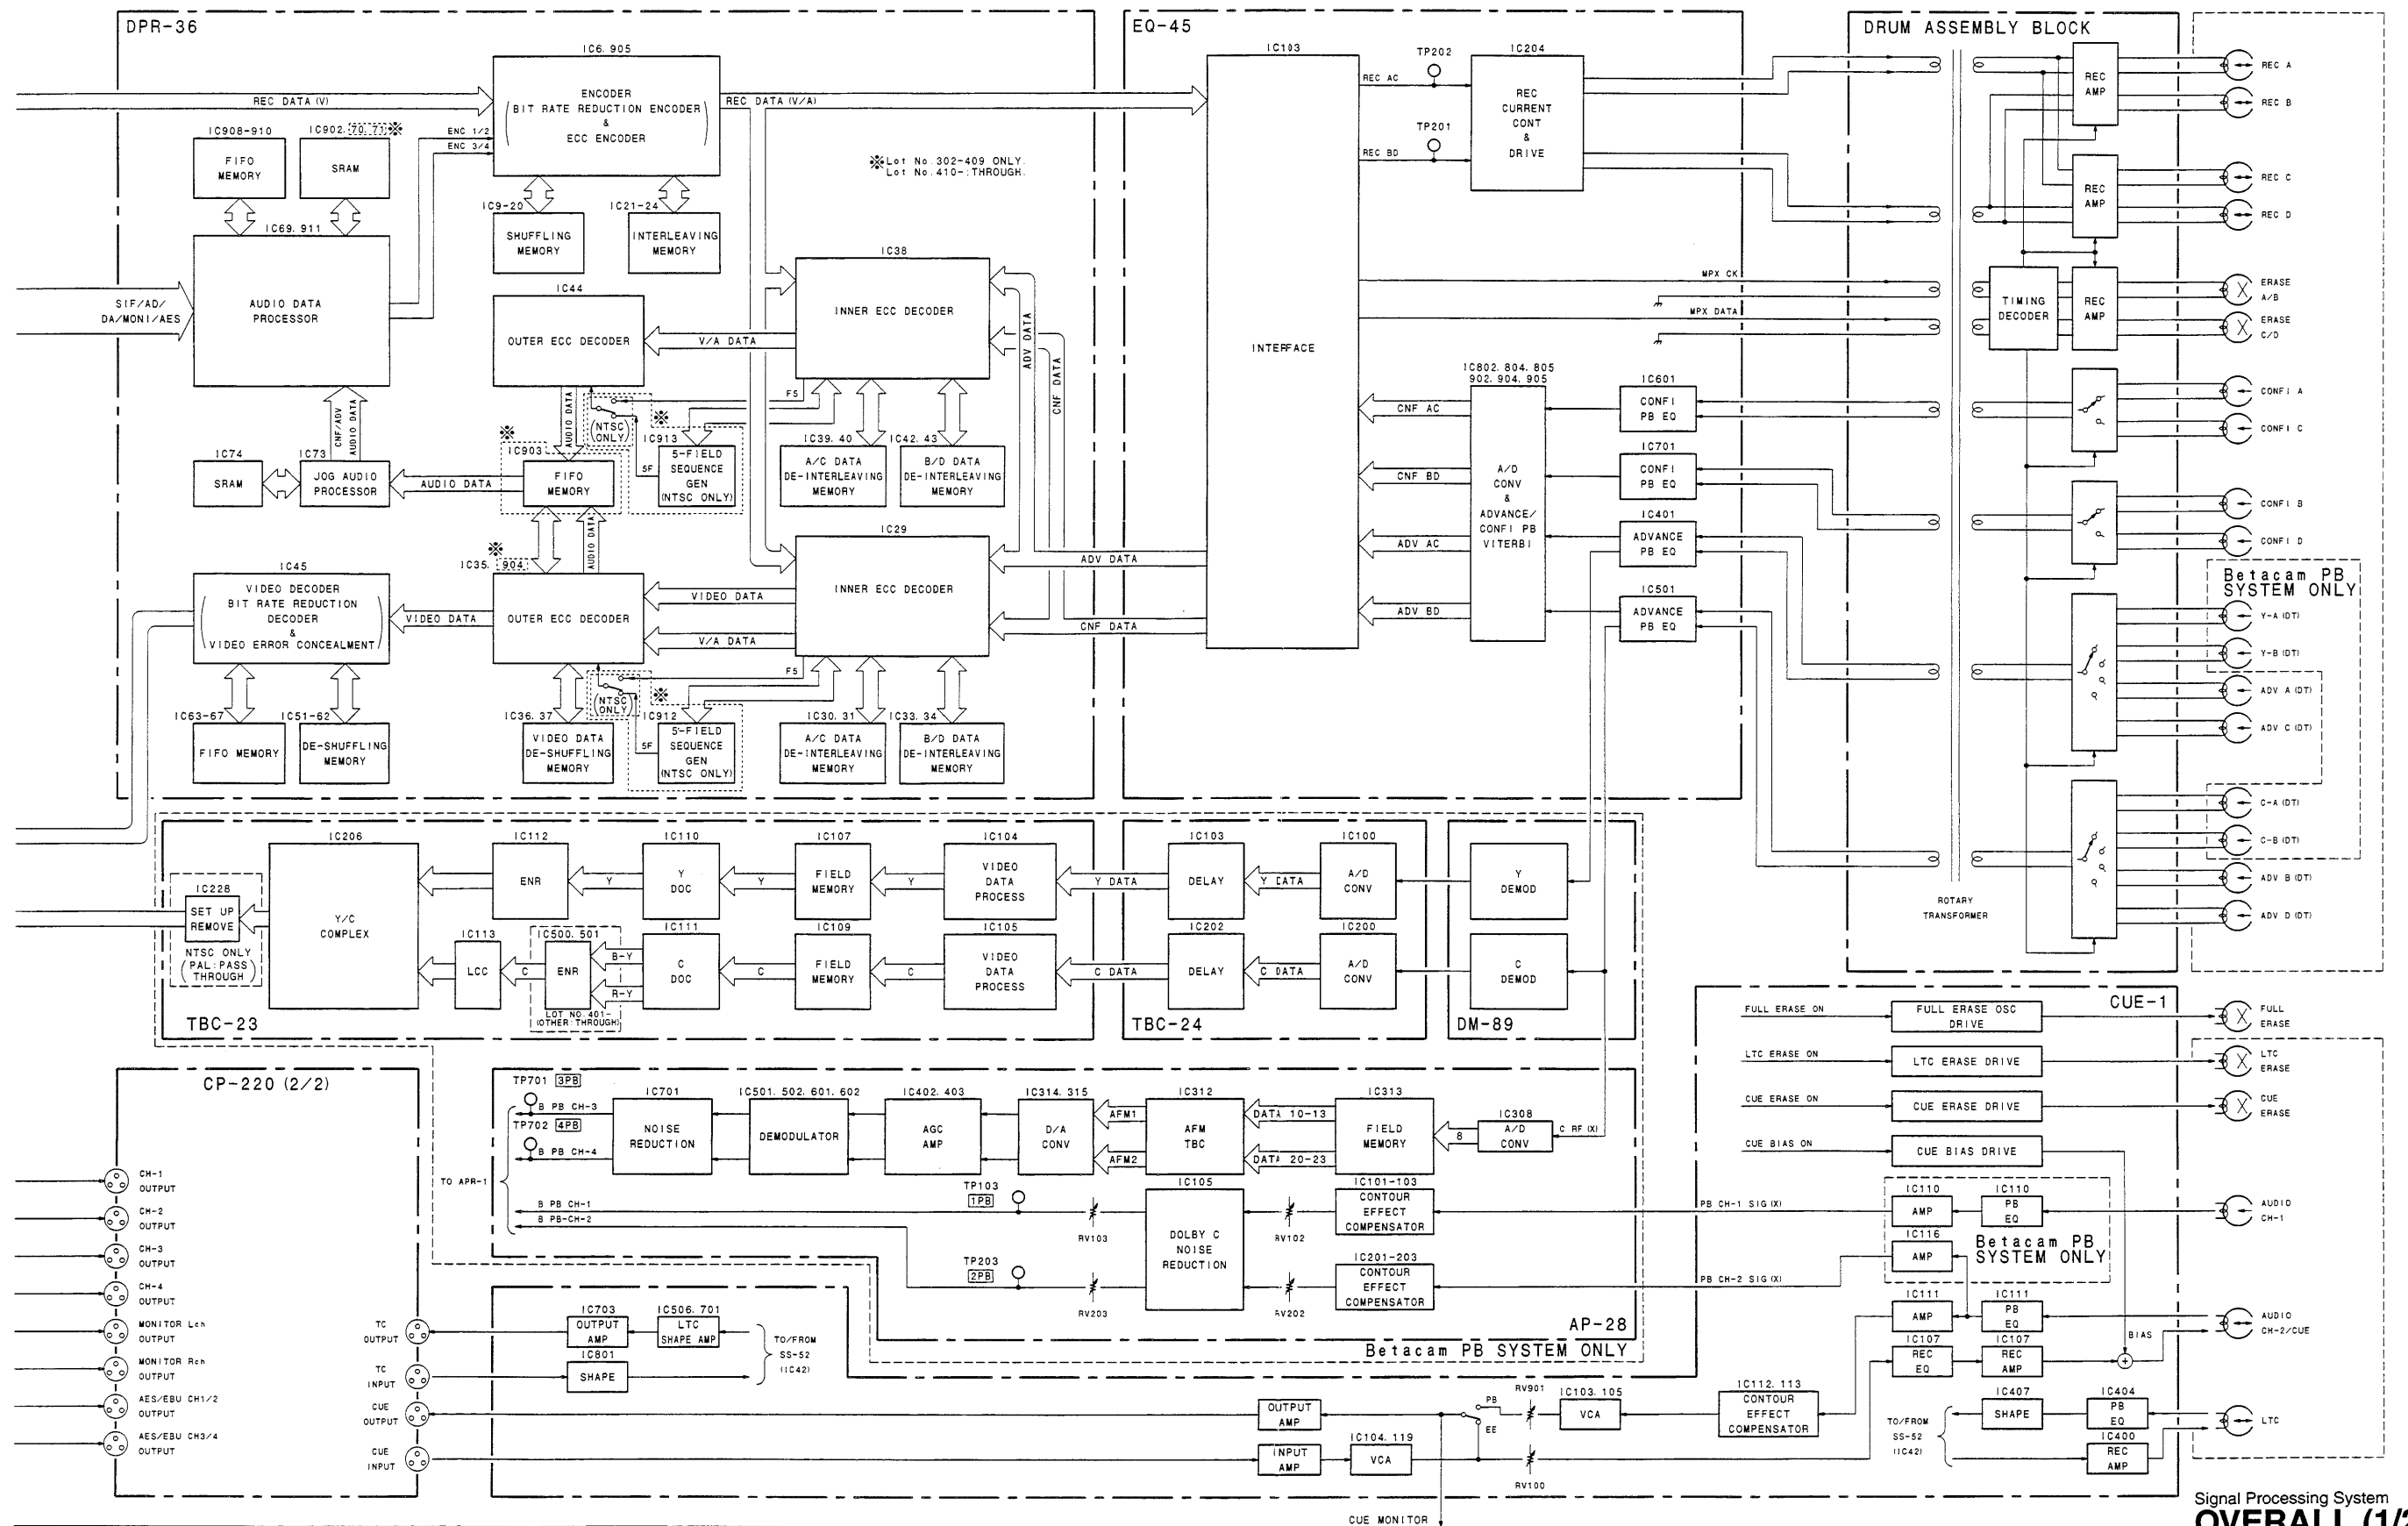 DPR-36
IC6. 905
ENCODER
BIT RATE REDUCTION ENCODER
&
ECC ENCODER
REC DATA (V)
REC DATA (V/A)
ENC 1/2
ENC 3/4
IC908-910
FIFO
MEMORY
IC902. 70. 71 ※
SRAM
※ Lot No.302-409 ONLY.
Lot No.410-:THROUGH.
IC69. 911
AUDIO DATA
PROCESSOR
SIF/AD/
DA/MONI/AES
IC9-20
SHUFFLING
MEMORY
IC21-24
INTERLEAVING
MEMORY
IC44
OUTER ECC DECODER
V/A DATA
IC38
INNER ECC DECODER
ADV DATA
CNF DATA
F5
CNF/ADV
AUDIO DATA
AUDIO DATA
(NTSC
ONLY)
※
※
IC903
FIFO
MEMORY
IC913
5-FIELD
SEQUENCE
GEN
(NTSC ONLY)
5F
IC39. 40
A/C DATA
DE-INTERLEAVING
MEMORY
IC42. 43
B/D DATA
DE-INTERLEAVING
MEMORY
IC74
SRAM
IC73
JOG AUDIO
PROCESSOR
AUDIO DATA
AUDIO DATA
※
IC35. 904
OUTER ECC DECODER
IC29
INNER ECC DECODER
ADV DATA
CNF DATA
VIDEO DATA
V/A DATA
IC45
VIDEO DECODER
BIT RATE REDUCTION
DECODER
&
VIDEO ERROR CONCEALMENT
VIDEO DATA
F5
(NTSC
ONLY)
※
IC63-67
FIFO MEMORY
IC51-62
DE-SHUFFLING
MEMORY
IC36. 37
VIDEO DATA
DE-SHUFFLING
MEMORY
IC912
5-FIELD
SEQUENCE
GEN
(NTSC ONLY)
5F
IC30. 31
A/C DATA
DE-INTERLEAVING
MEMORY
IC33. 34
B/D DATA
DE-INTERLEAVING
MEMORY
EQ-45
IC103
INTERFACE
REC AC
TP202
REC BD
TP201
IC204
REC
CURRENT
CONT
&
DRIVE
MPX CK
MPX DATA
IC802. 804. 805
902. 904. 905
A/D
CONV
&
ADVANCE/
CONFI PB
VITERBI
CNF AC
CNF BD
ADV AC
ADV BD
IC601
CONFI
PB EQ
IC701
CONFI
PB EQ
IC401
ADVANCE
PB EQ
IC501
ADVANCE
PB EQ
DRUM ASSEMBLY BLOCK
REC
AMP
REC
AMP
TIMING
DECODER
REC
AMP
ROTARY
TRANSFORMER
REC A
REC B
REC C
REC D
ERASE
A/B
ERASE
C/D
CONFI A
CONFI C
CONFI B
CONFI D
Betacam PB
SYSTEM ONLY
Y-A (DT)
Y-B (DT)
ADV A (DT)
ADV C (DT)
C-A (DT)
C-B (DT)
ADV B (DT)
ADV D (DT)
IC228
SET UP
REMOVE
NTSC ONLY
(PAL:PASS
THROUGH)
IC206
Y/C
COMPLEX
IC112
ENR
Y
IC110
Y
DOC
Y
IC107
FIELD
MEMORY
Y
IC104
VIDEO
DATA
PROCESS
Y DATA
IC113
LCC
C
IC500. 501
ENR
LOT NO.401-
(OTHER:THROUGH)
B-Y
R-Y
IC111
C
DOC
C
IC109
FIELD
MEMORY
C
IC105
VIDEO
DATA
PROCESS
C DATA
TBC-23
IC103
DELAY
Y DATA
IC100
A/D
CONV
IC202
DELAY
C DATA
IC200
A/D
CONV
TBC-24
Y
DEMOD
C
DEMOD
DM-89
CP-220 (2/2)
CH-1
OUTPUT
CH-2
OUTPUT
CH-3
OUTPUT
CH-4
OUTPUT
MONITOR Lch
OUTPUT
MONITOR Rch
OUTPUT
AES/EBU CH1/2
OUTPUT
AES/EBU CH3/4
OUTPUT
TC
OUTPUT
TC
INPUT
CUE
OUTPUT
CUE
INPUT
TP701 3PB
B PB CH-3
TP702 4PB
B PB CH-4
TO APR-1
B PB CH-1
B PB-CH-2
IC701
NOISE
REDUCTION
IC501. 502. 601. 602
DEMODULATOR
IC402. 403
AGC
AMP
IC314. 315
D/A
CONV
AFM1
AFM2
IC312
AFM
TBC
DATA 10-13
DATA 20-23
IC313
FIELD
MEMORY
8
IC308
A/D
CONV
C RF (X)
TP103
1PB
RV103
TP203
2PB
RV203
IC105
DOLBY C
NOISE
REDUCTION
RV102
RV202
IC101-103
CONTOUR
EFFECT
COMPENSATOR
IC201-203
CONTOUR
EFFECT
COMPENSATOR
AP-28
Betacam PB SYSTEM ONLY
IC703
OUTPUT
AMP
IC506. 701
LTC
SHAPE AMP
IC801
SHAPE
TO/FROM
SS-52
(IC42)
CUE-1
FULL ERASE ON
FULL ERASE OSC
DRIVE
FULL
ERASE
LTC ERASE ON
LTC ERASE DRIVE
LTC
ERASE
CUE ERASE ON
CUE ERASE DRIVE
CUE
ERASE
CUE BIAS ON
CUE BIAS DRIVE
PB CH-1 SIG (X)
IC110
AMP
IC110
PB
EQ
AUDIO
CH-1
IC116
AMP
Betacam PB
SYSTEM ONLY
PB CH-2 SIG (X)
IC111
AMP
IC111
PB
EQ
AUDIO
CH-2/CUE
BIAS
IC107
REC
EQ
IC107
REC
AMP
OUTPUT
AMP
PB
EE
RV901
IC103. 105
VCA
IC112. 113
CONTOUR
EFFECT
COMPENSATOR
INPUT
AMP
IC104. 119
VCA
RV100
TO/FROM
SS-52
(IC42)
IC407
SHAPE
IC404
PB
EQ
LTC
IC400
REC
AMP
CUE MONITOR
Signal Processing System
OVERALL (1/2